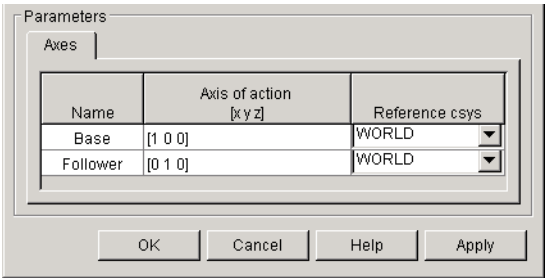 Parameters
Axes
Name Axis of action [x y z] Reference csys
Base [1 0 0] WORLD
Follower [0 1 0] WORLD
OK Cancel Help Apply